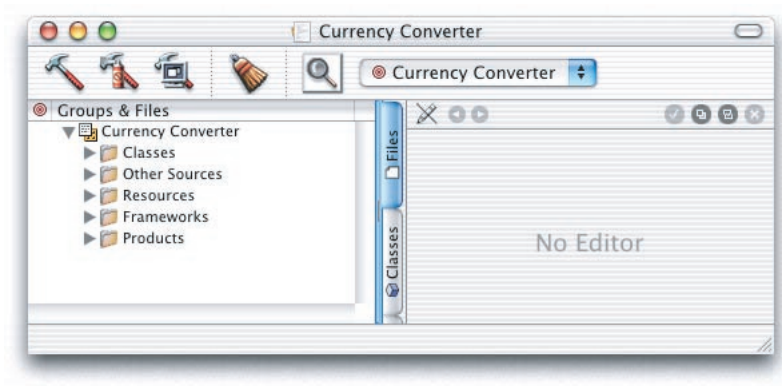 Currency Converter
Currency Converter
Groups & Files
Currency Converter
Classes
Other Sources
Resources
Frameworks
Products
Files
Classes
No Editor